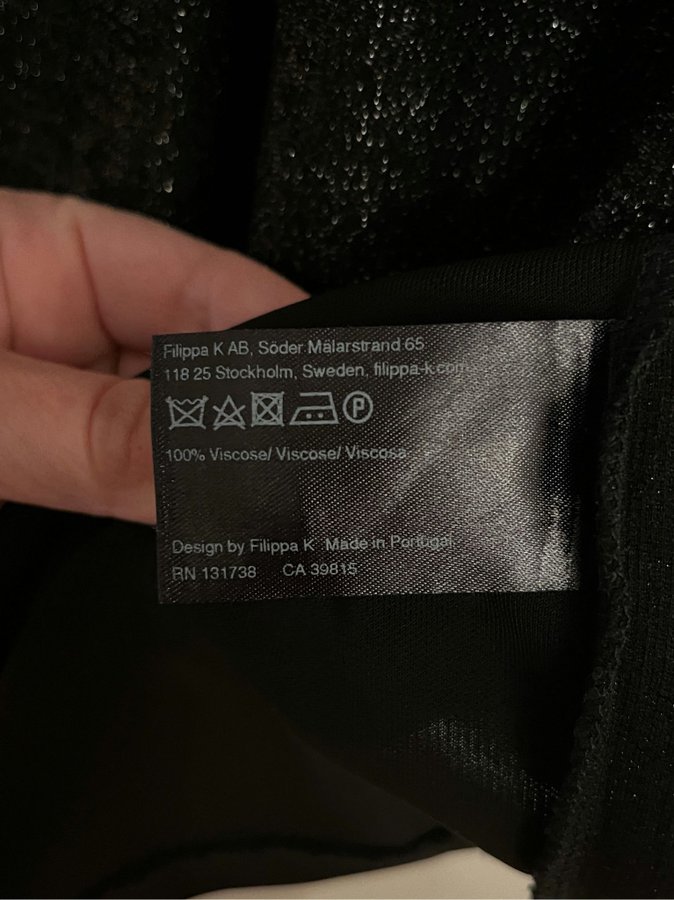 Filippa K AB, Söder Mälarstrand 65
118 25 Stockholm, Sweden, filippa-k.com
P
100% Viscose/ Viscose/ Viscosa
Design by Filippa K Made in Portugal
RN 131738 CA 39815